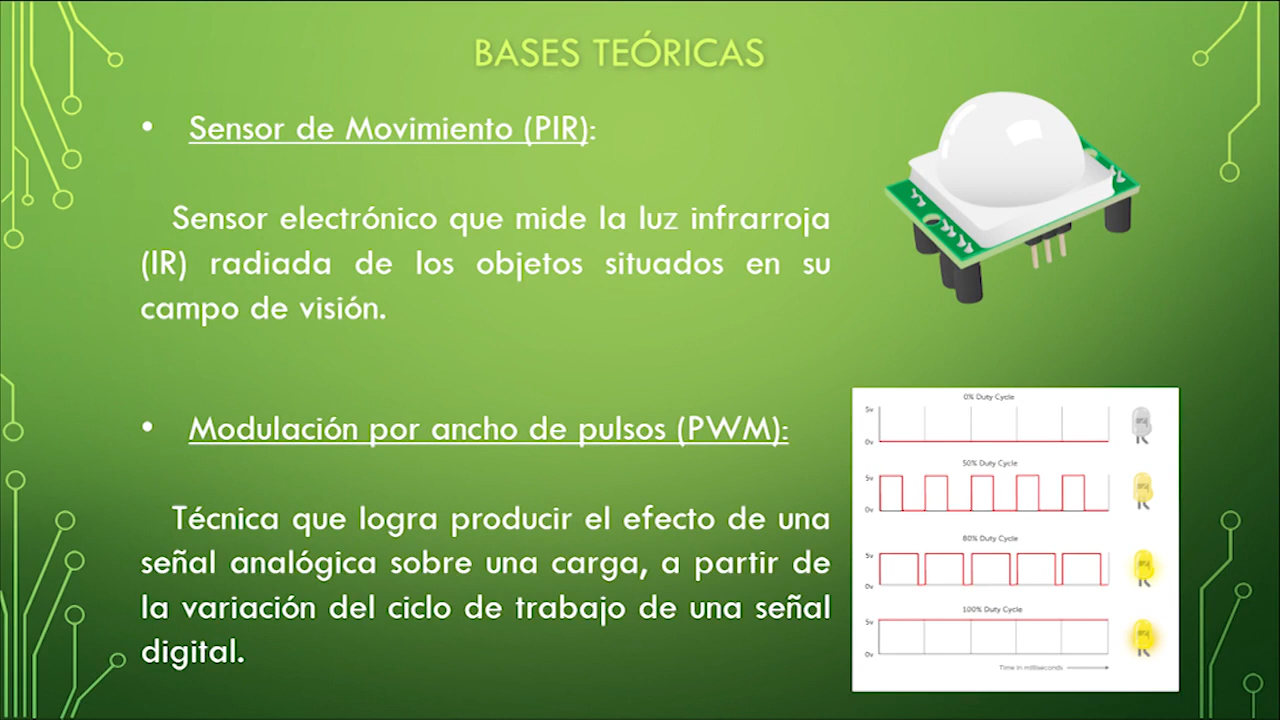 BASES TEÓRICAS
• Sensor de Movimiento (PIR):
Sensor electrónico que mide la luz infrarroja
(IR) radiada de los objetos situados en su
campo de visión.
• Modulación por ancho de pulsos (PWM):
Técnica que logra producir el efecto de una
señal analógica sobre una carga, a partir de
la variación del ciclo de trabajo de una señal
digital.
0% Duty Cycle
5v
0v
50% Duty Cycle
5v
0v
80% Duty Cycle
5v
0v
100% Duty Cycle
5v
0v
Time in milliseconds